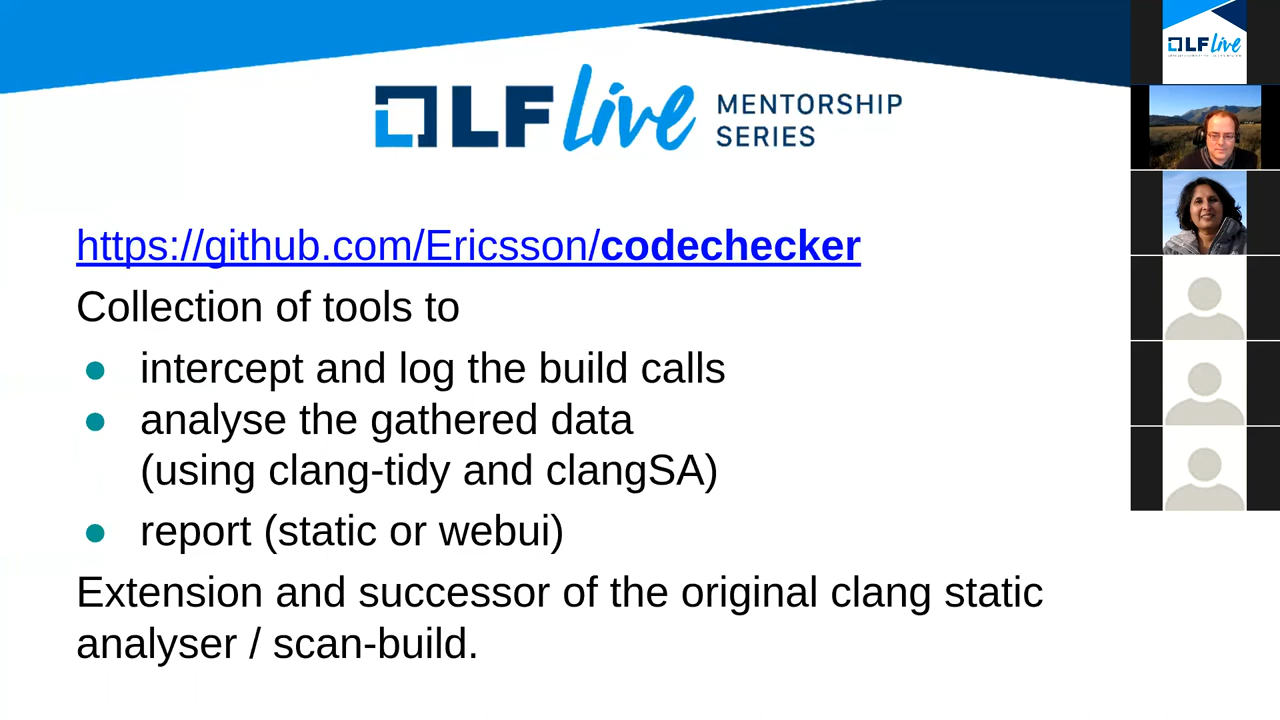 LF live MENTORSHIP
SERIES
LF live
https://github.com/Ericsson/codechecker
Collection of tools to
● intercept and log the build calls
● analyse the gathered data
(using clang-tidy and clangSA)
● report (static or webui)
Extension and successor of the original clang static
analyser / scan-build.